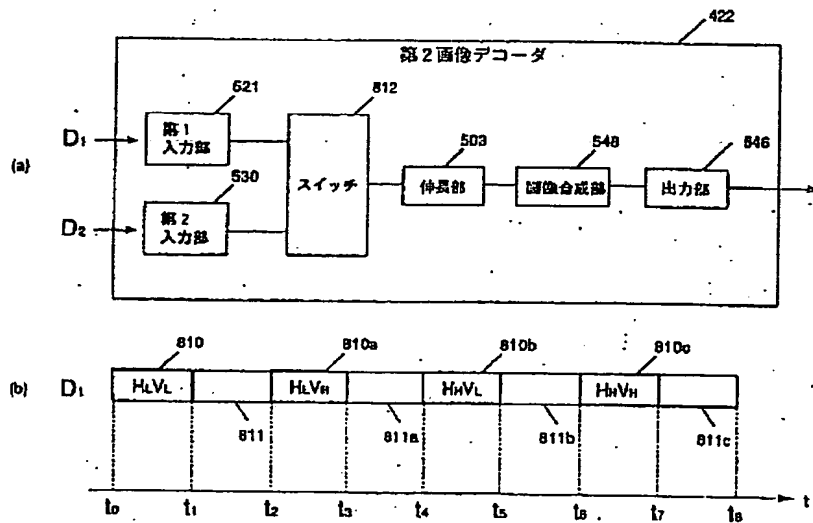 422
第2画像デコーダ
521
812
D1
第1
入力部
503
548
546
(a)
530
スイッチ
伸長部
画像合成部
出力部
D2
第2
入力部
810
810a
810b
810c
(b)
D1
HLVL
HLVH
HHVL
HHVH
811
811a
811b
811c
t0
t1
t2
t3
t4
t5
t6
t7
t8
t